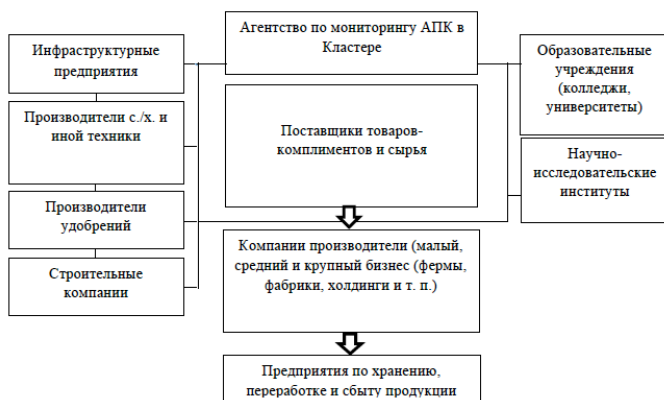 Агентство по мониторингу АПК в
Кластере
Инфраструктурные
предприятия
Образовательные
учреждения
(колледжи,
университеты)
Производители с./х. и
иной техники
Поставщики товаров-
комплиментов и сырья
Научно-
исследовательские
институты
Производители
удобрений
Компании производители (малый,
средний и крупный бизнес (фермы,
фабрики, холдинги и т. п.)
Строительные
компании
Предприятия по хранению,
переработке и сбыту продукции